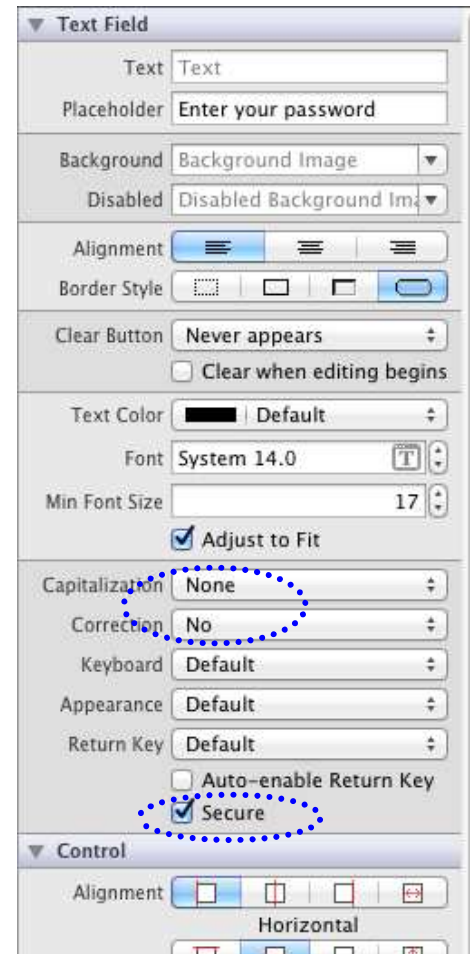 Text Field
Text Text
Placeholder Enter your password
Background Background Image
Disabled Disabled Background Ima
Alignment
Border Style
Clear Button Never appears
Clear when editing begins
Text Color Default
Font System 14.0 T
Min Font Size 17
Adjust to Fit
Capitalization None
Correction No
Keyboard Default
Appearance Default
Return Key Default
Auto-enable Return Key
Secure
Control
Alignment
Horizontal